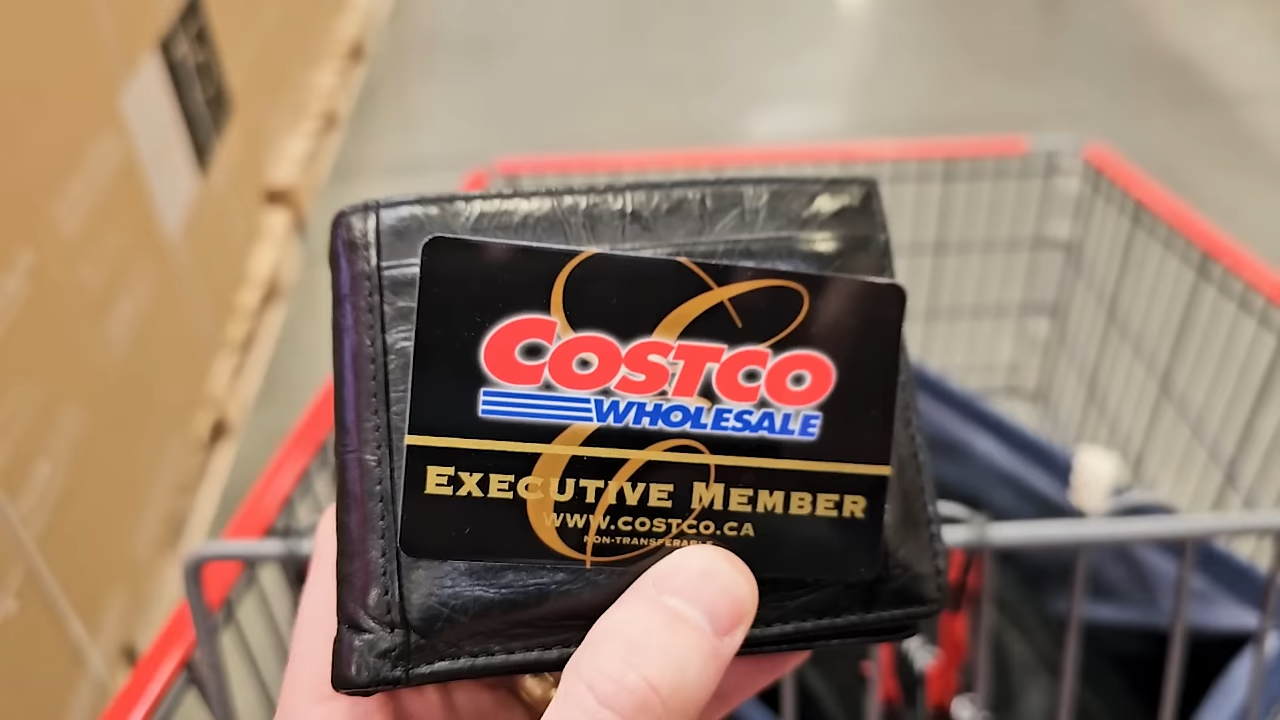 COSTCO
WHOLESALE
EXECUTIVE MEMBER
WWW.COSTCO.CA
NON-TRANSFERABLE